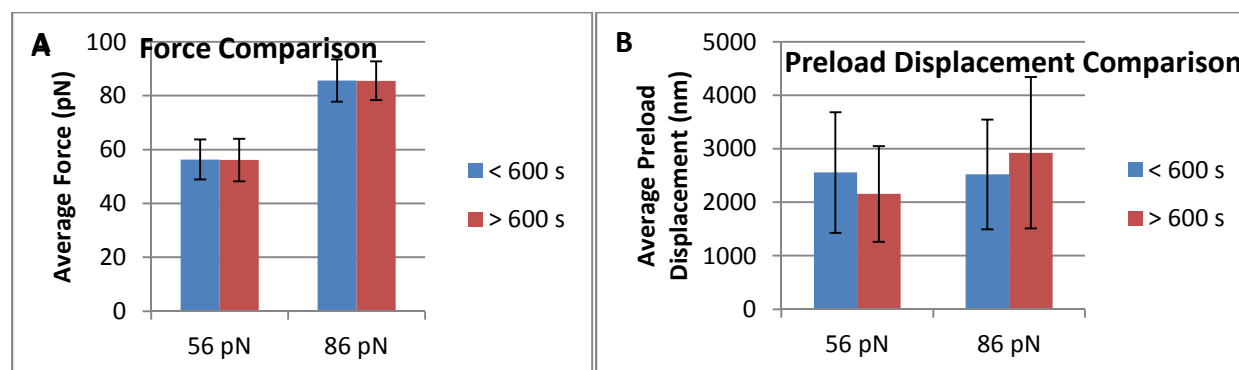 A
Force Comparison
Average Force (pN)
100
80
60
40
20
0
56 pN
86 pN
< 600 s
> 600 s
B
Preload Displacement Comparison
Average Preload
Displacement (nm)
5000
4000
3000
2000
1000
0
56 pN
86 pN
< 600 s
> 600 s